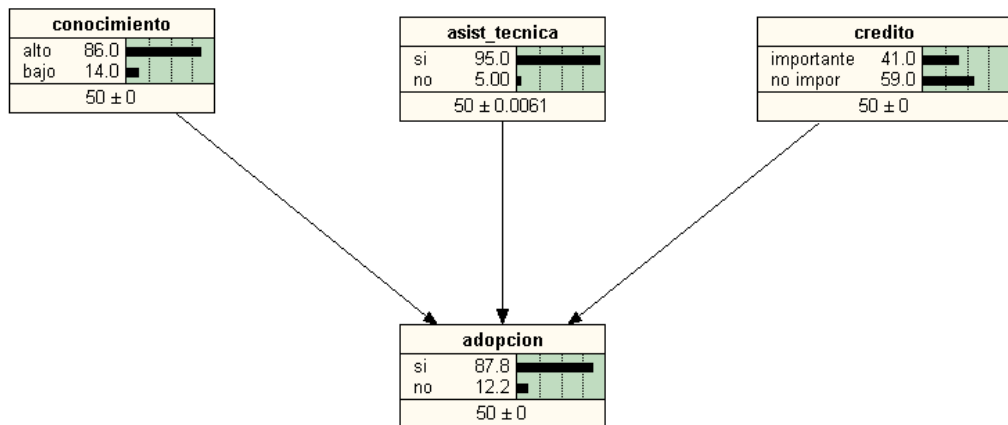 conocimiento
alto 86.0
bajo 14.0
50 ± 0
asist_tecnica
si 95.0
no 5.00
50 ± 0.0061
credito
importante 41.0
no impor 59.0
50 ± 0
adopcion
si 87.8
no 12.2
50 ± 0